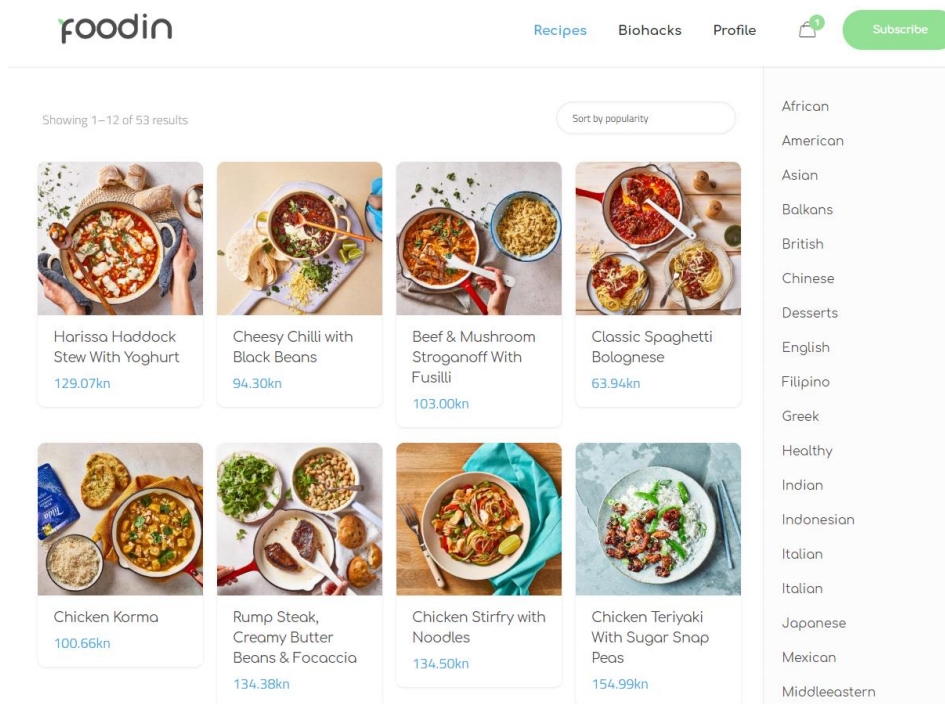 foodin
Recipes
Biohacks
Profile
1
Subscribe
Showing 1–12 of 53 results
Sort by popularity
Harissa Haddock
Stew With Yoghurt
129.07kn
Cheesy Chilli with
Black Beans
94.30kn
Beef & Mushroom
Stroganoff With
Fusilli
103.00kn
Classic Spaghetti
Bolognese
63.94kn
Tilda
Chicken Korma
100.66kn
Rump Steak,
Creamy Butter
Beans & Focaccia
134.38kn
Chicken Stirfry with
Noodles
134.50kn
Chicken Teriyaki
With Sugar Snap
Peas
154.99kn
African
American
Asian
Balkans
British
Chinese
Desserts
English
Filipino
Greek
Healthy
Indian
Indonesian
Italian
Italian
Japanese
Mexican
Middleeastern